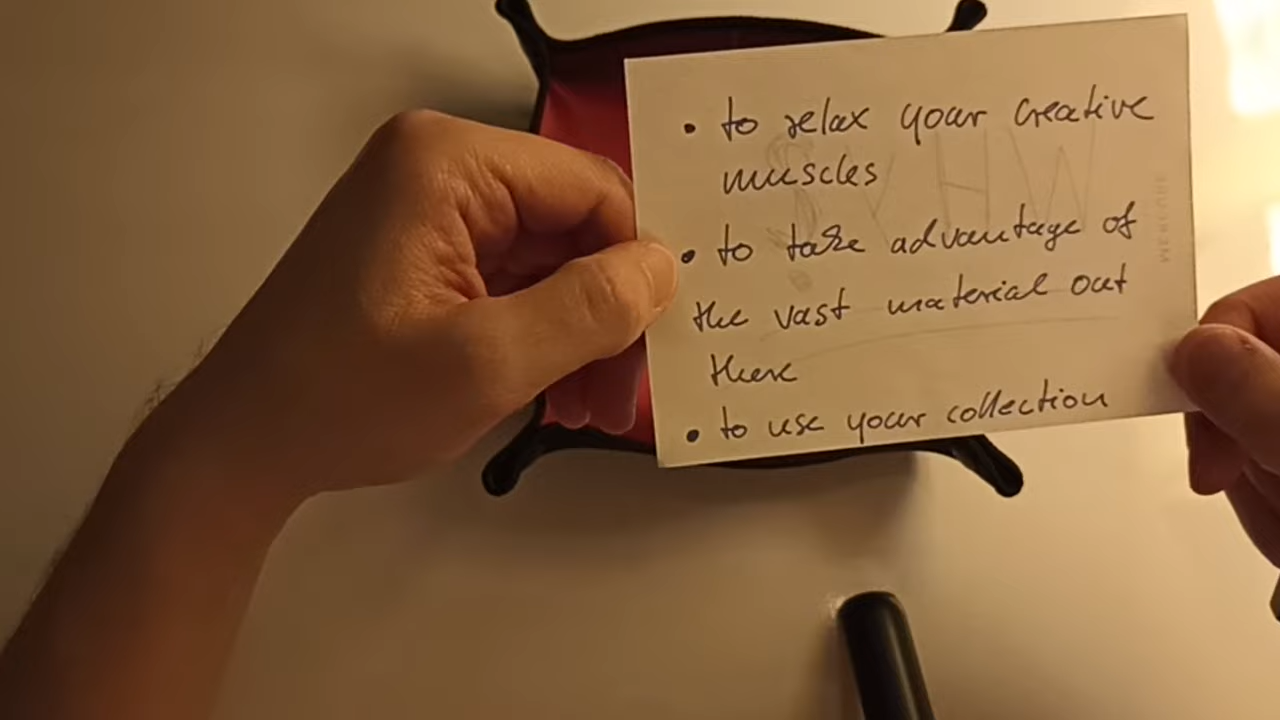 • to relax your creative
muscles
• to take advantage of
the vast material out
there
• to use your collection